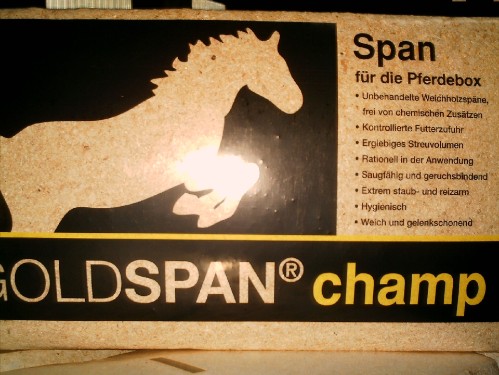 Span
für die Pferdebox
• Unbehandelte Weichholzspäne,
frei von chemischen Zusätzen
• Kontrollierte Futterzufuhr
• Ergiebiges Streuvolumen
• Rationell in der Anwendung
• Saugfähig und geruchsbindend
• Extrem staub- und reizarm
• Hygienisch
• Weich und gelenkschonend
GOLDSPAN® champ